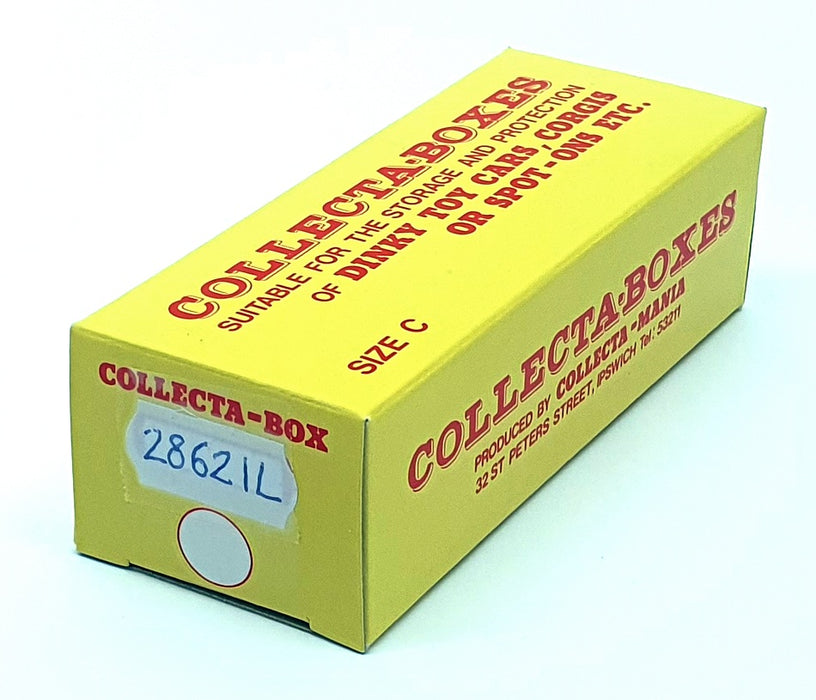 COLLECTA-BOXES
SUITABLE FOR THE STORAGE AND PROTECTION
OF DINKY TOY CARS, CORGIS
OR SPOT-ONS ETC.
SIZE C
COLLECTA-BOXES
PRODUCED BY COLLECTA-MANIA
32 ST PETERS STREET, IPSWICH Tel: 53211
COLLECTA-BOX
28621L